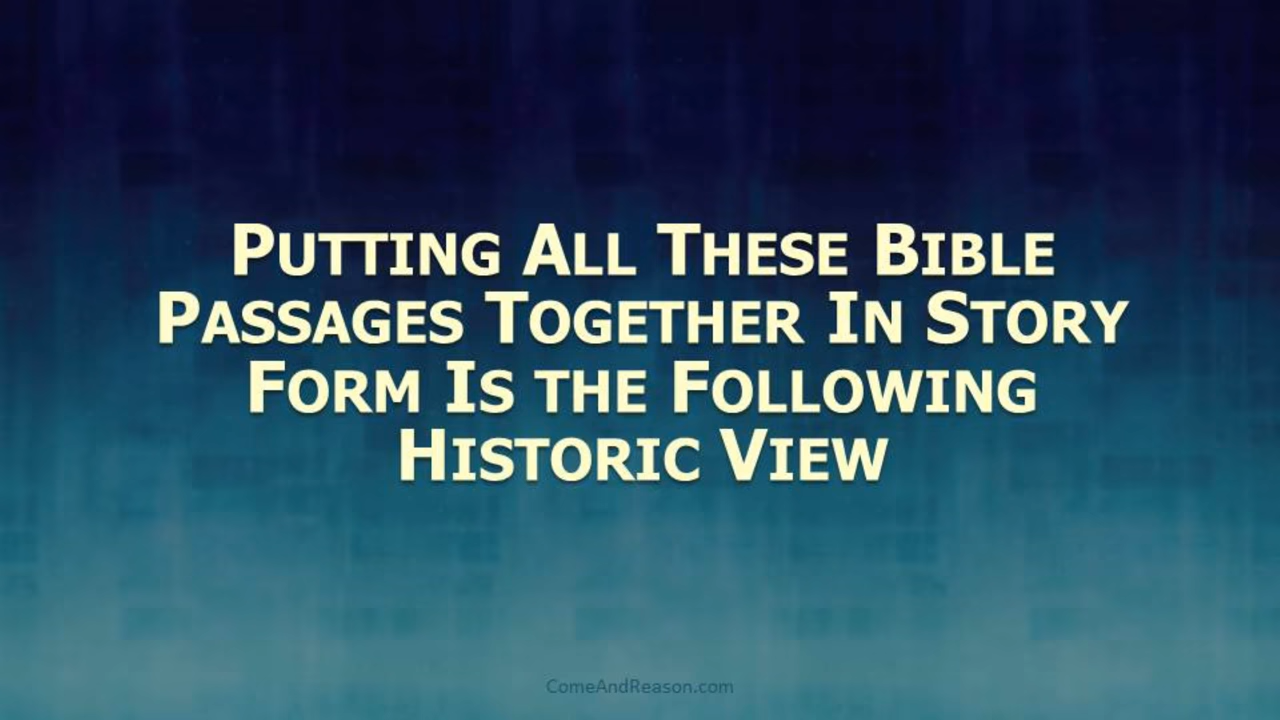 Putting All These Bible
Passages Together In Story
Form Is the Following
Historic View
ComeAndReason.com